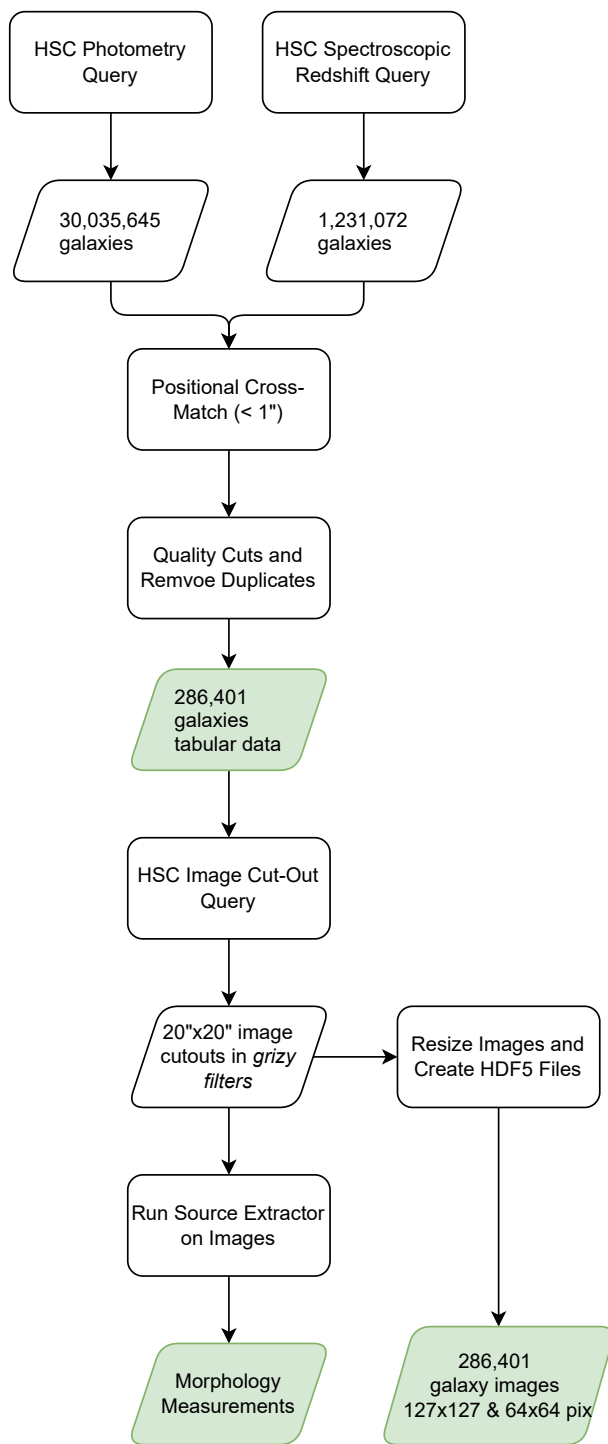 HSC Photometry
Query
HSC Spectroscopic
Redshift Query
30,035,645
galaxies
1,231,072
galaxies
Positional Cross-
Match (< 1")
Quality Cuts and
Remvoe Duplicates
286,401
galaxies
tabular data
HSC Image Cut-Out
Query
20"x20" image
cutouts in grizy
filters
Resize Images and
Create HDF5 Files
Run Source Extractor
on Images
Morphology
Measurements
286,401
galaxy images
127x127 & 64x64 pix